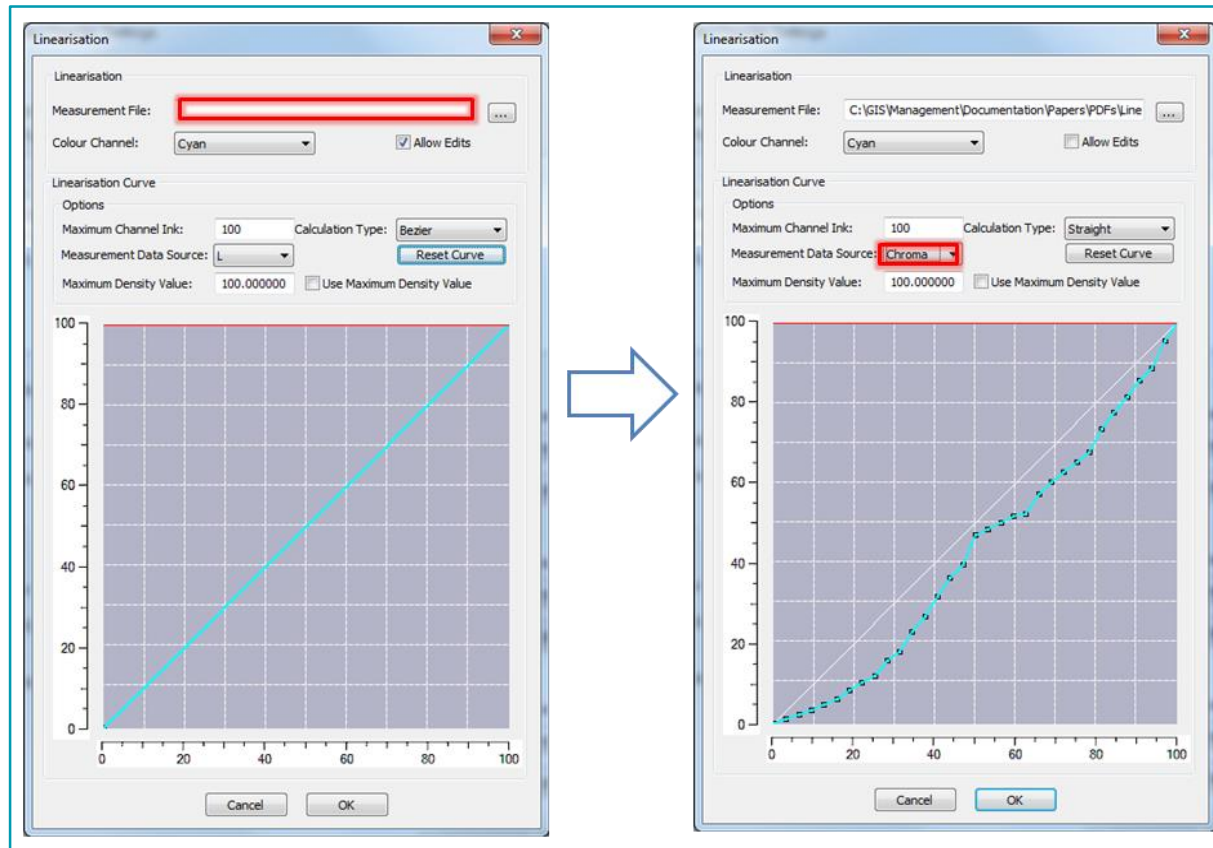 Linearisation
Linearisation
Measurement File:
...
Colour Channel:
Cyan
Allow Edits
Linearisation Curve
Options
Maximum Channel Ink:
100
Calculation Type:
Bezier
Measurement Data Source:
L
Reset Curve
Maximum Density Value:
100.000000
Use Maximum Density Value
100
80
60
40
20
0
0 20 40 60 80 100
Cancel
OK
Linearisation
Linearisation
Measurement File:
C:\GIS\Management\Documentation\Papers\PDFs\Line
...
Colour Channel:
Cyan
Allow Edits
Linearisation Curve
Options
Maximum Channel Ink:
100
Calculation Type:
Straight
Measurement Data Source:
Chroma
Reset Curve
Maximum Density Value:
100.000000
Use Maximum Density Value
100
80
60
40
20
0
0 20 40 60 80 100
Cancel
OK